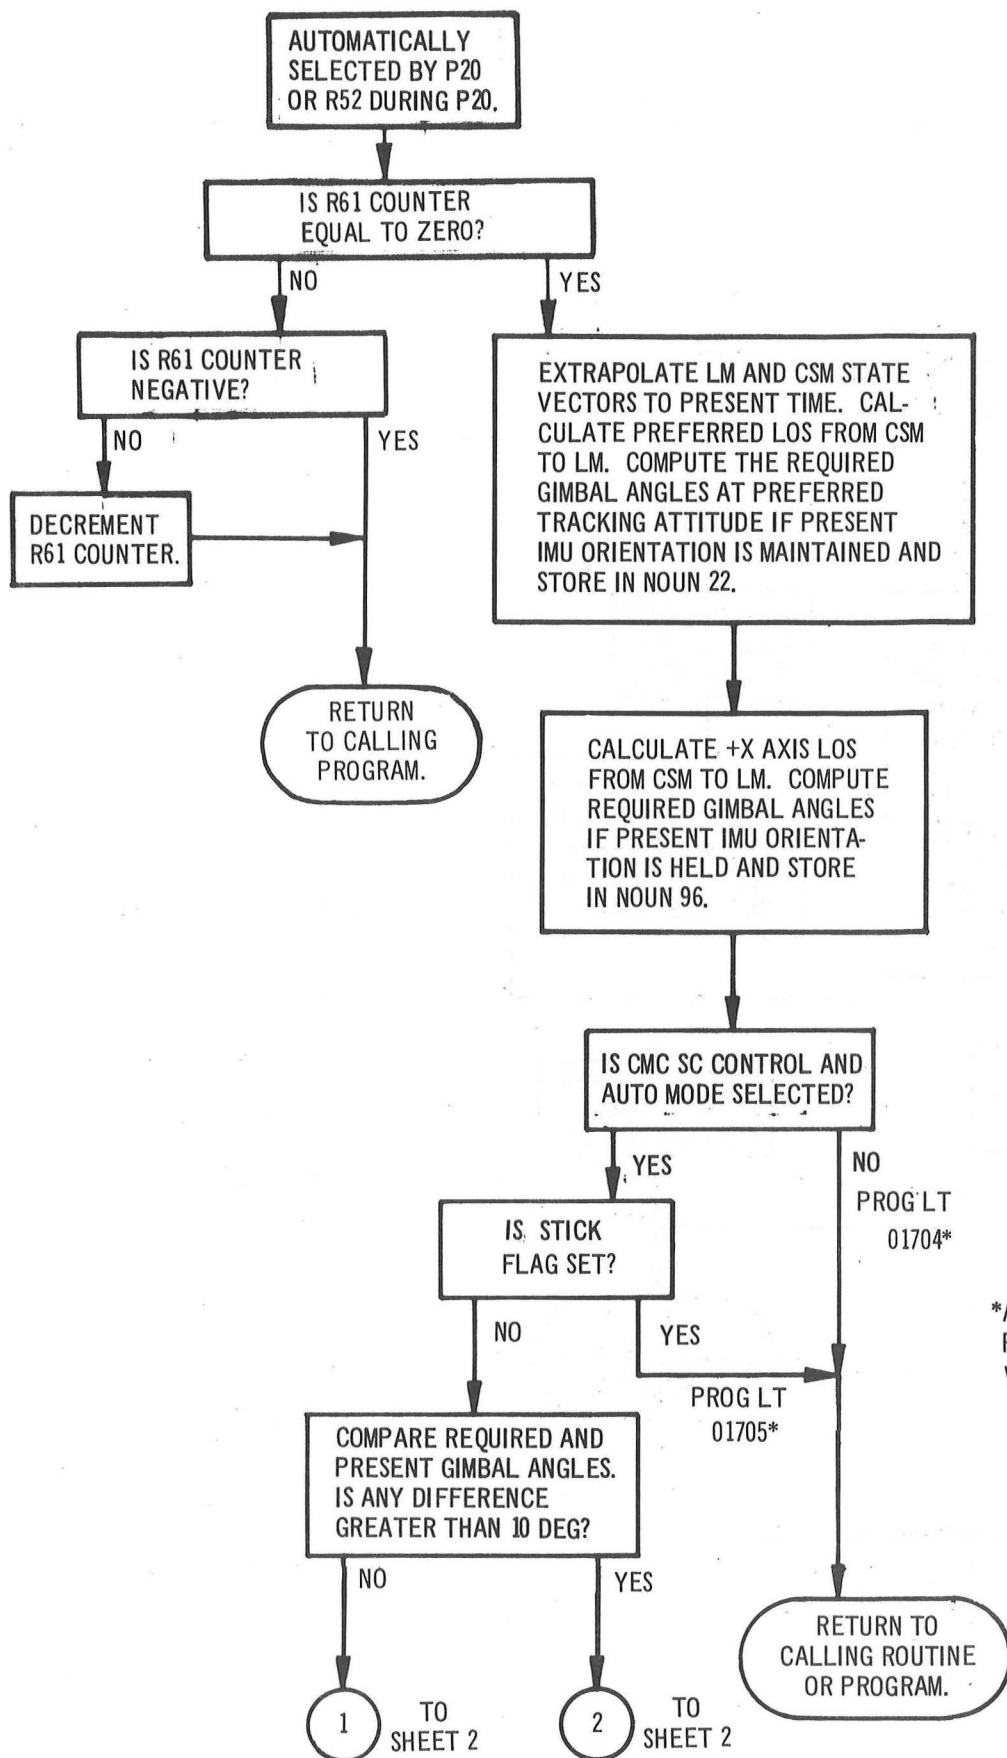 AUTOMATICALLY
SELECTED BY P20
OR R52 DURING P20.
IS R61 COUNTER
EQUAL TO ZERO?
NO
YES
IS R61 COUNTER
NEGATIVE?
NO
YES
DECREMENT
R61 COUNTER.
RETURN
TO CALLING
PROGRAM.
EXTRAPOLATE LM AND CSM STATE
VECTORS TO PRESENT TIME. CAL-
CULATE PREFERRED LOS FROM CSM
TO LM. COMPUTE THE REQUIRED
GIMBAL ANGLES AT PREFERRED
TRACKING ATTITUDE IF PRESENT
IMU ORIENTATION IS MAINTAINED AND
STORE IN NOUN 22.
CALCULATE +X AXIS LOS
FROM CSM TO LM. COMPUTE
REQUIRED GIMBAL ANGLES
IF PRESENT IMU ORIENTA-
TION IS HELD AND STORE
IN NOUN 96.
IS CMC SC CONTROL AND
AUTO MODE SELECTED?
YES
NO
PROG LT
01704*
IS STICK
FLAG SET?
NO
YES
PROG LT
01705*
COMPARE REQUIRED AND
PRESENT GIMBAL ANGLES.
IS ANY DIFFERENCE
GREATER THAN 10 DEG?
NO
YES
RETURN TO
CALLING ROUTINE
OR PROGRAM.
1
TO
SHEET 2
2
TO
SHEET 2